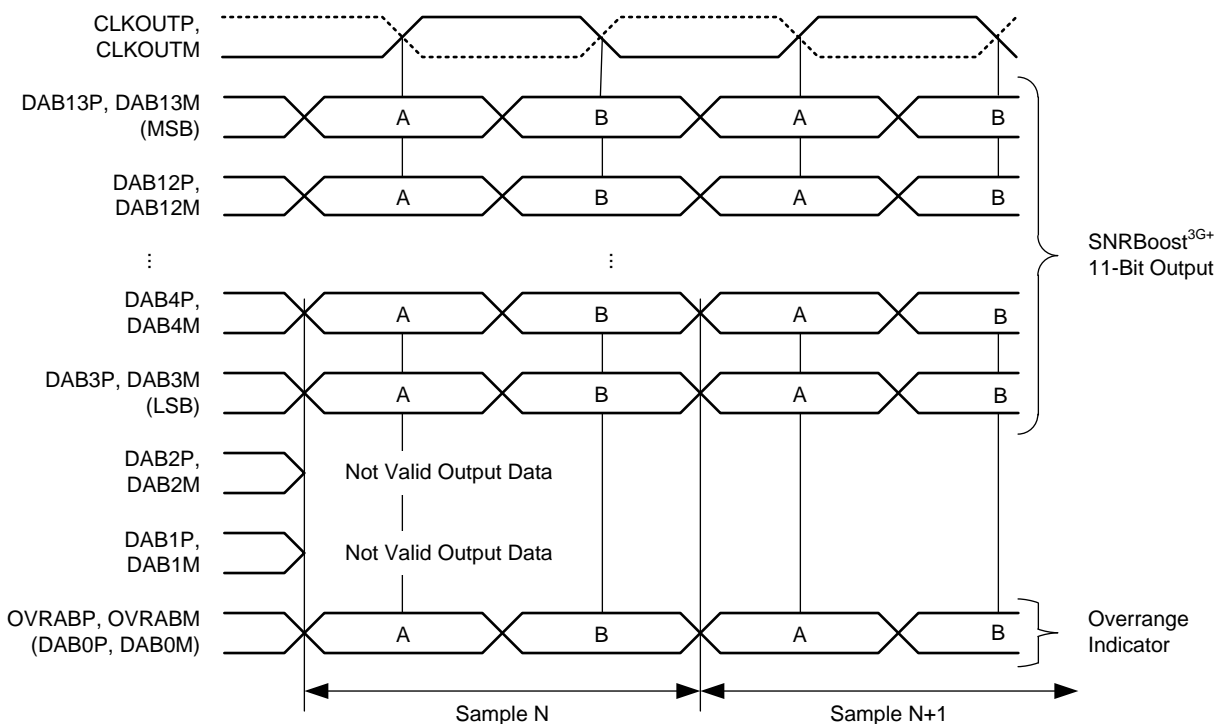 CLKOUTP,
CLKOUTM
DAB13P, DAB13M
(MSB)
A
B
A
B
DAB12P,
DAB12M
A
B
A
B
SNRBoost3G+
11-Bit Output
⋮
⋮
DAB4P,
DAB4M
A
B
A
B
DAB3P, DAB3M
(LSB)
A
B
A
B
DAB2P,
DAB2M
Not Valid Output Data
DAB1P,
DAB1M
Not Valid Output Data
OVRABP, OVRABM
(DAB0P, DAB0M)
A
B
A
B
Overrange
Indicator
Sample N
Sample N+1